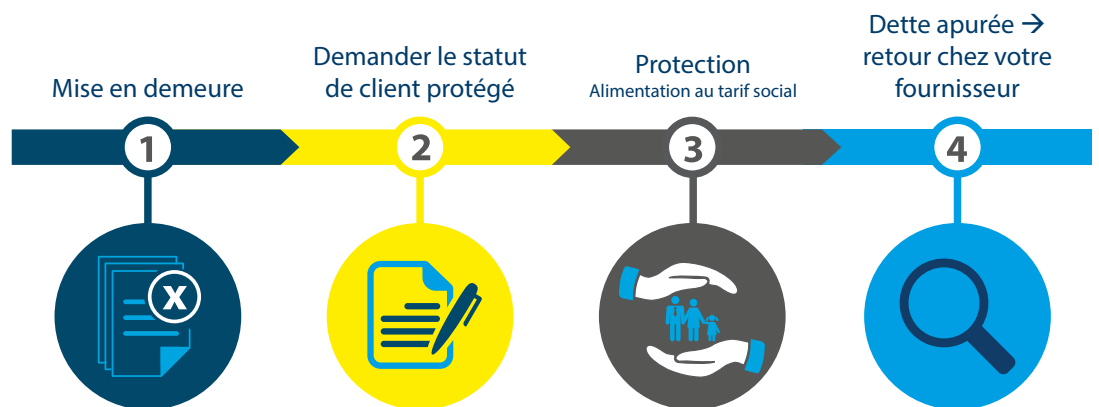 Mise en demeure
1
Demander le statut
de client protégé
2
Protection
Alimentation au tarif social
3
Dette apurée →
retour chez votre
fournisseur
4
X